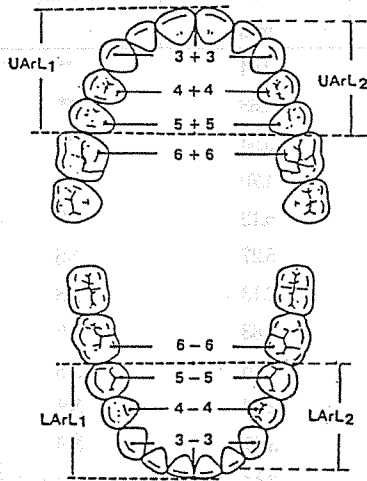 3 + 3
UArL1 4 + 4 UArL2
5 + 5
6 + 6
6 – 6
5 – 5
LArL1 4 – 4 LArL2
3 – 3